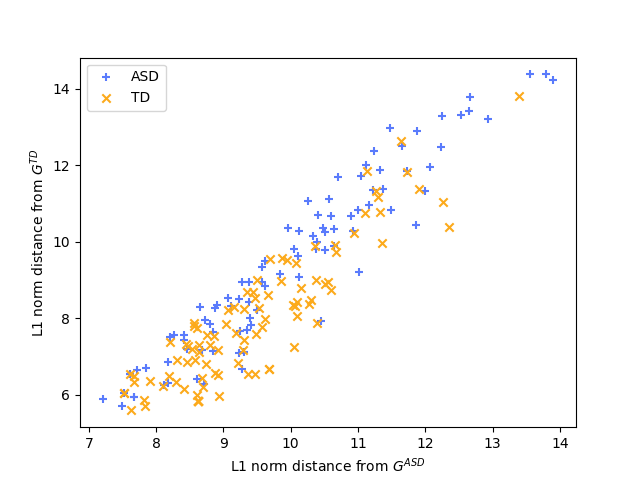 ASD
TD
L1 norm distance from G^{TD}
14
12
10
8
6
7 8 9 10 11 12 13 14
L1 norm distance from G^{ASD}